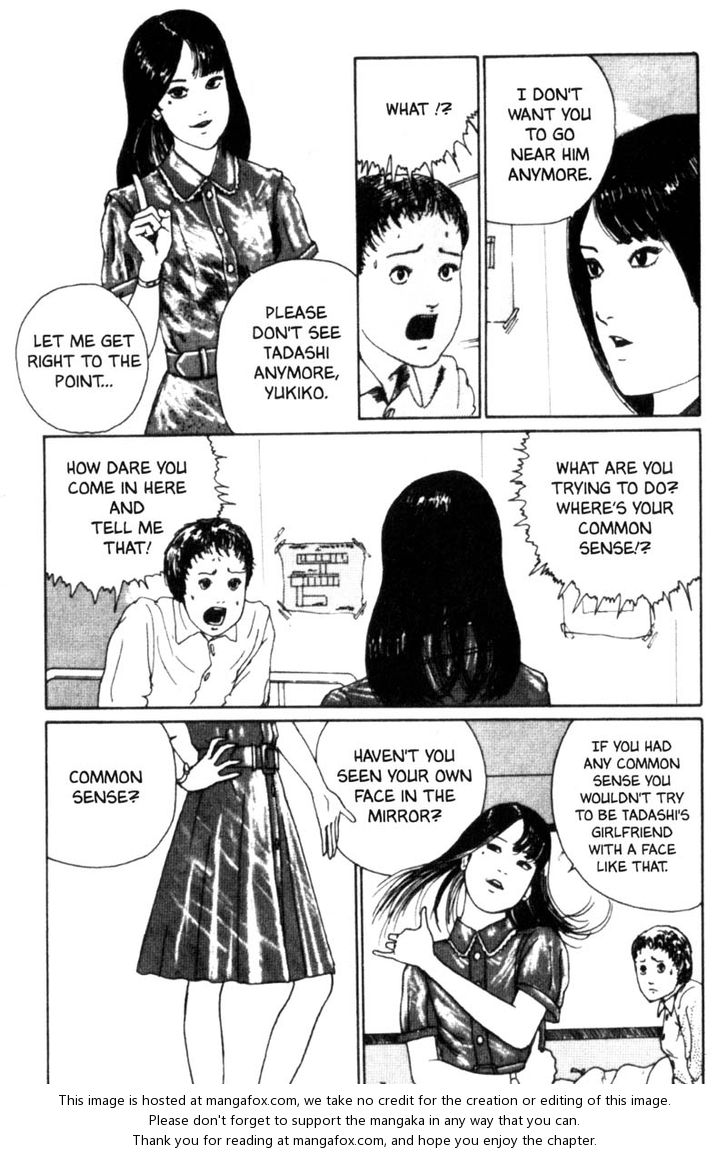 LET ME GET
RIGHT TO THE
POINT...
PLEASE
DON'T SEE
TADASHI
ANYMORE,
YUKIKO.
WHAT !?
I DON'T
WANT YOU
TO GO
NEAR HIM
ANYMORE.
HOW DARE YOU
COME IN HERE
AND
TELL ME
THAT!
WHAT ARE YOU
TRYING TO DO?
WHERE'S YOUR
COMMON
SENSE!?
COMMON
SENSE?
HAVEN'T YOU
SEEN YOUR OWN
FACE IN THE
MIRROR?
IF YOU HAD
ANY COMMON
SENSE YOU
WOULDN'T TRY
TO BE TADASHI'S
GIRLFRIEND
WITH A FACE
LIKE THAT.
This image is hosted at mangafox.com, we take no credit for the creation or editing of this image.
Please don't forget to support the mangaka in any way that you can.
Thank you for reading at mangafox.com, and hope you enjoy the chapter.